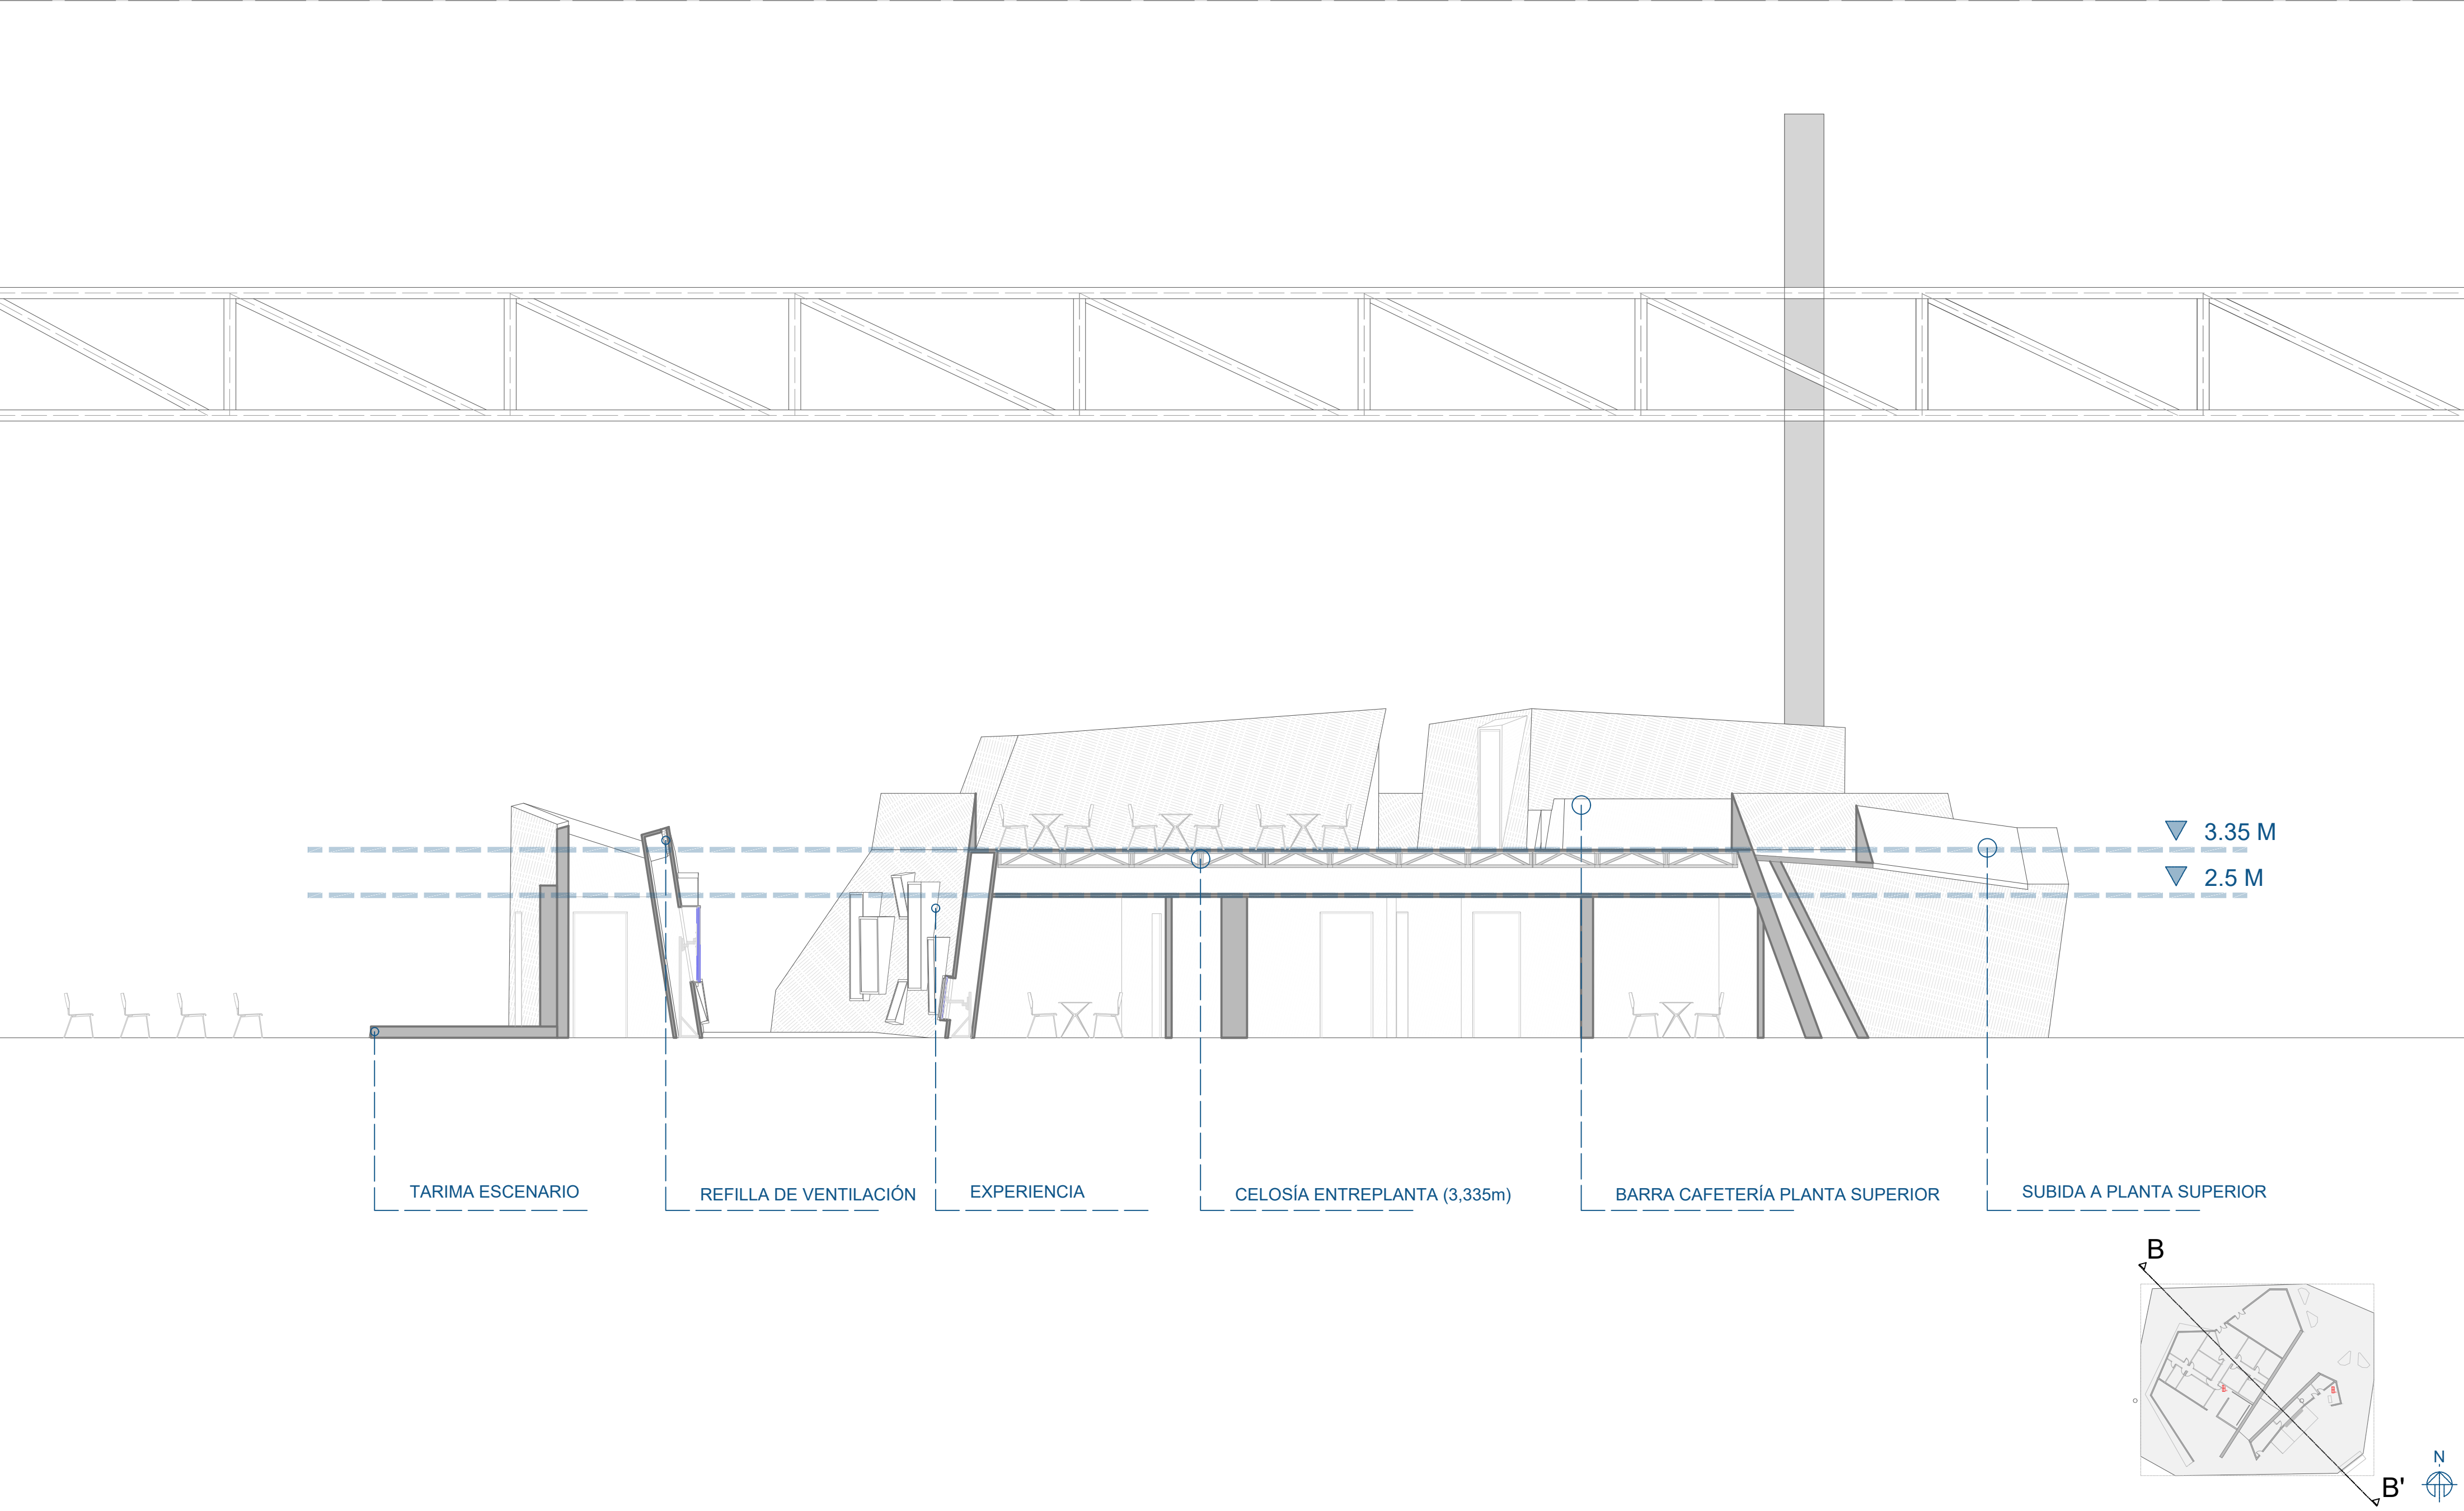 3.35 M
2.5 M
TARIMA ESCENARIO
REFILLA DE VENTILACIÓN
EXPERIENCIA
CELOSÍA ENTREPLANTA (3,335m)
BARRA CAFETERÍA PLANTA SUPERIOR
SUBIDA A PLANTA SUPERIOR
B
N
B'